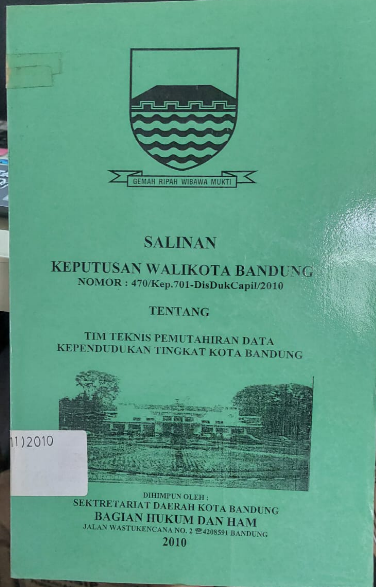 GEMAH RIPAH WIBAWA MUKTI
SALINAN
KEPUTUSAN WALIKOTA BANDUNG
NOMOR : 470/Kep.701-DisDukCapil/2010
TENTANG
TIM TEKNIS PEMUTAHIRAN DATA
KEPENDUDUKAN TINGKAT KOTA BANDUNG
11)2010
DIHIMPUN OLEH :
SEKTRETARIAT DAERAH KOTA BANDUNG
BAGIAN HUKUM DAN HAM
JALAN WASTUKENCANA NO. 2 ☎4208591 BANDUNG
2010